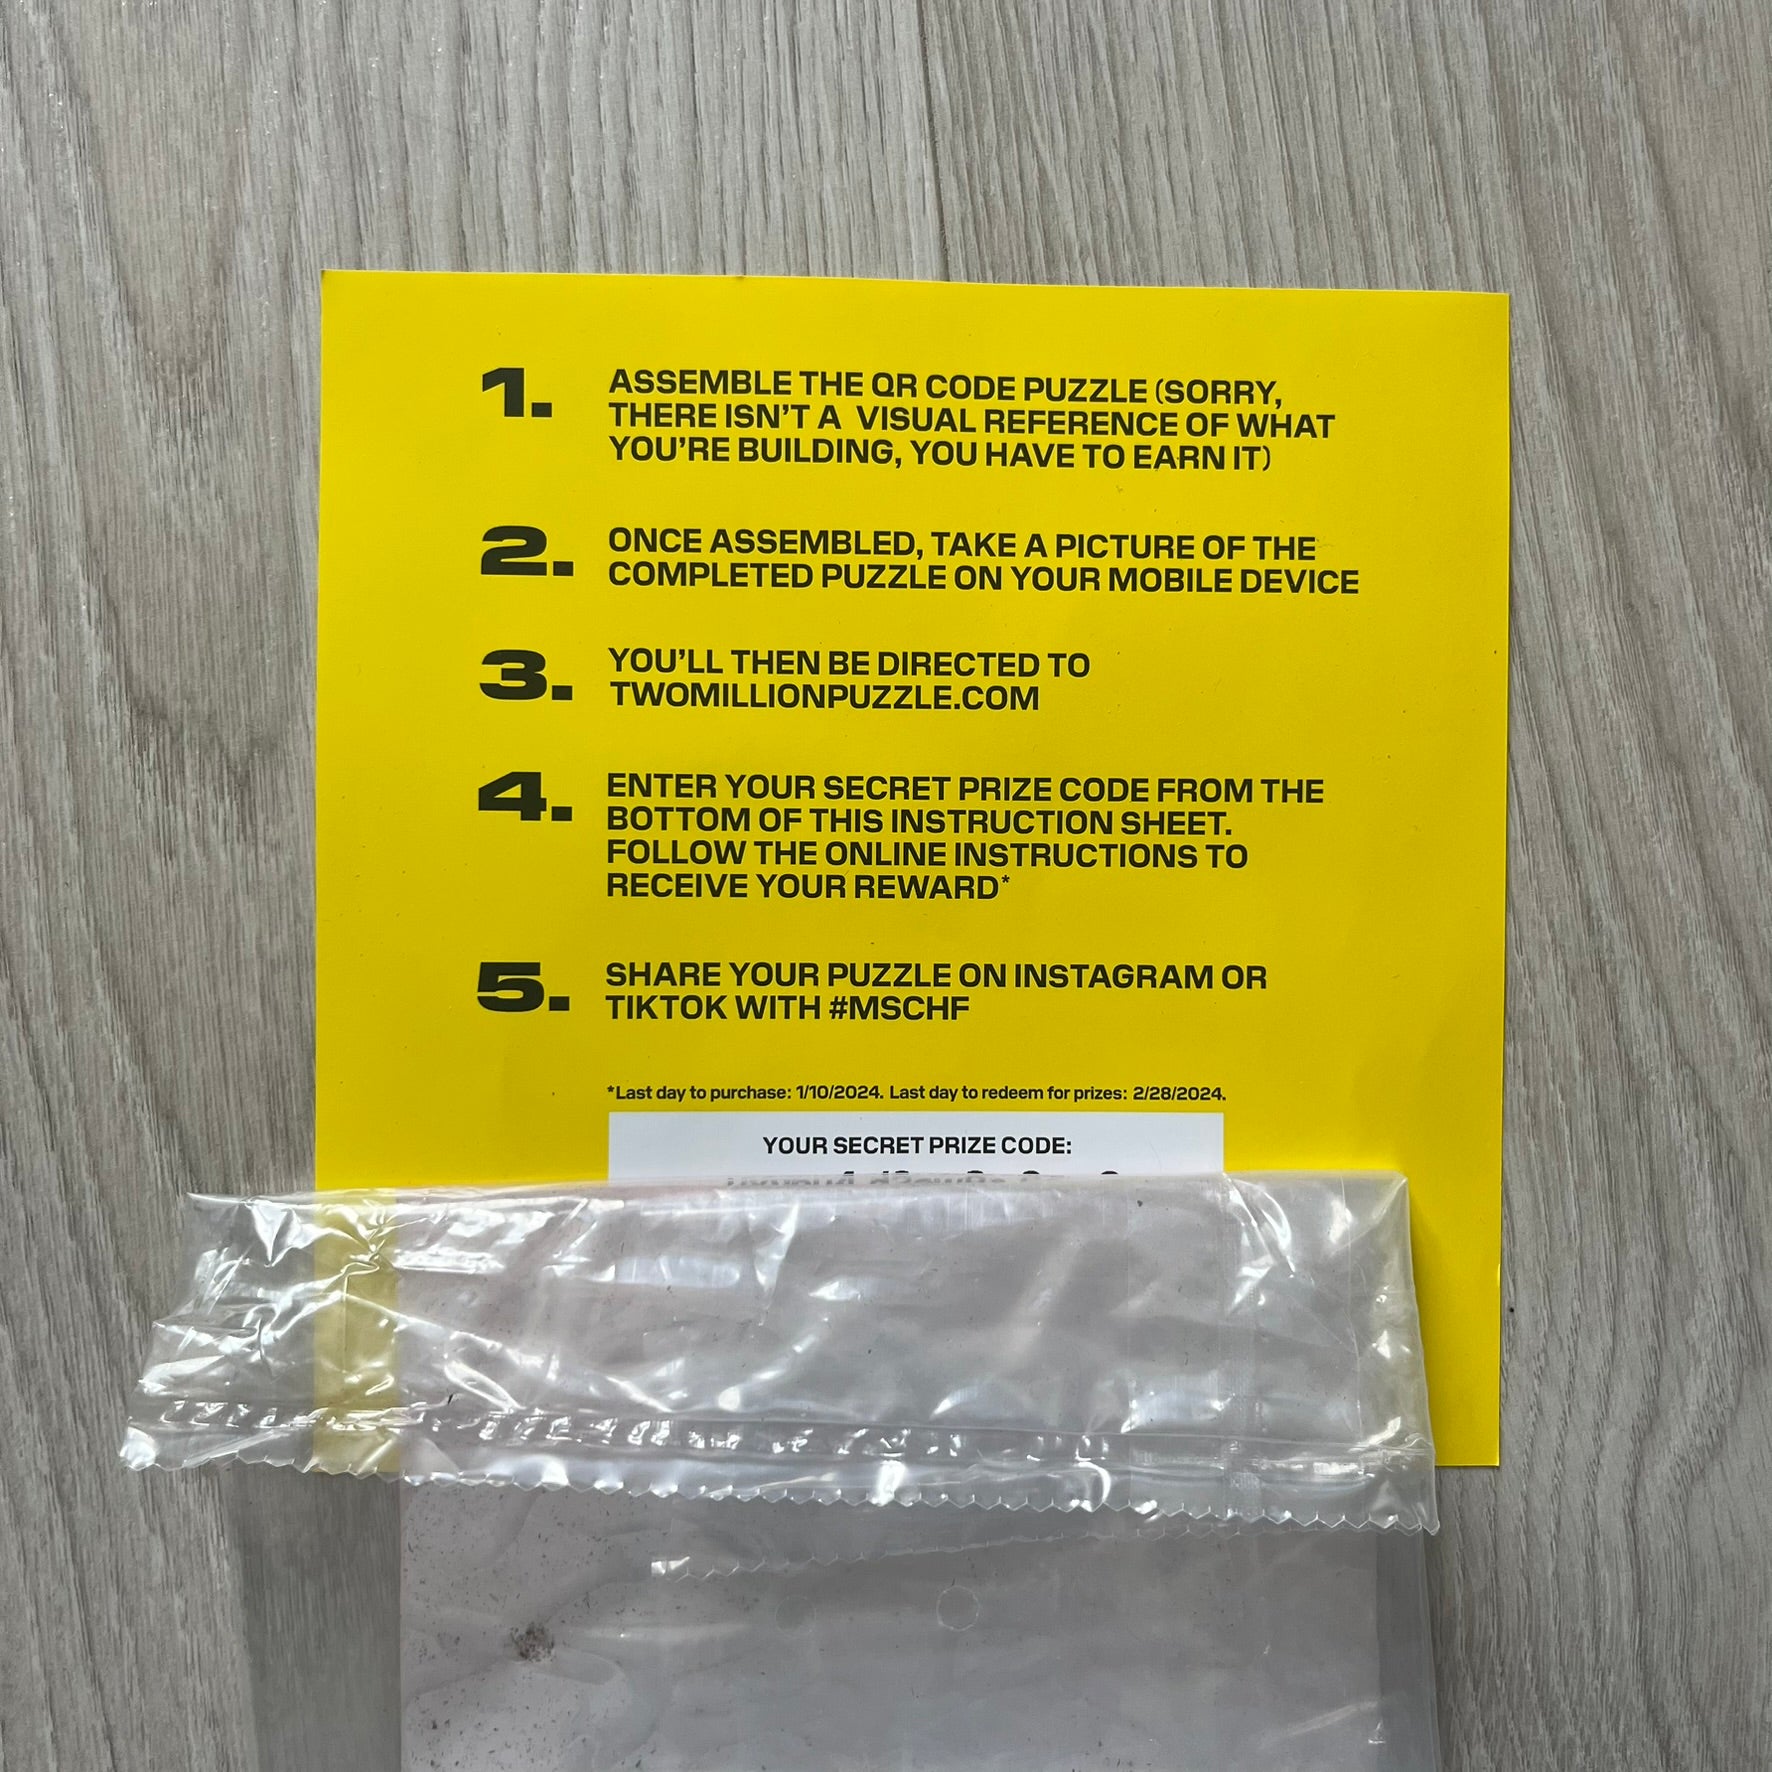 1. ASSEMBLE THE QR CODE PUZZLE (SORRY,
THERE ISN'T A VISUAL REFERENCE OF WHAT
YOU'RE BUILDING, YOU HAVE TO EARN IT)
2. ONCE ASSEMBLED, TAKE A PICTURE OF THE
COMPLETED PUZZLE ON YOUR MOBILE DEVICE
3. YOU'LL THEN BE DIRECTED TO
TWOMILLIONPUZZLE.COM
4. ENTER YOUR SECRET PRIZE CODE FROM THE
BOTTOM OF THIS INSTRUCTION SHEET.
FOLLOW THE ONLINE INSTRUCTIONS TO
RECEIVE YOUR REWARD*
5. SHARE YOUR PUZZLE ON INSTAGRAM OR
TIKTOK WITH #MSCHF
*Last day to purchase: 1/10/2024. Last day to redeem for prizes: 2/28/2024.
YOUR SECRET PRIZE CODE: